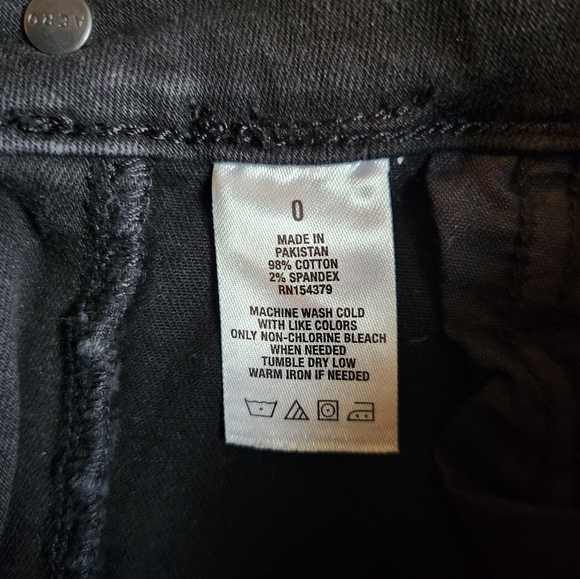 AERO
0
MADE IN
PAKISTAN
98% COTTON
2% SPANDEX
RN154379
MACHINE WASH COLD
WITH LIKE COLORS
ONLY NON-CHLORINE BLEACH
WHEN NEEDED
TUMBLE DRY LOW
WARM IRON IF NEEDED